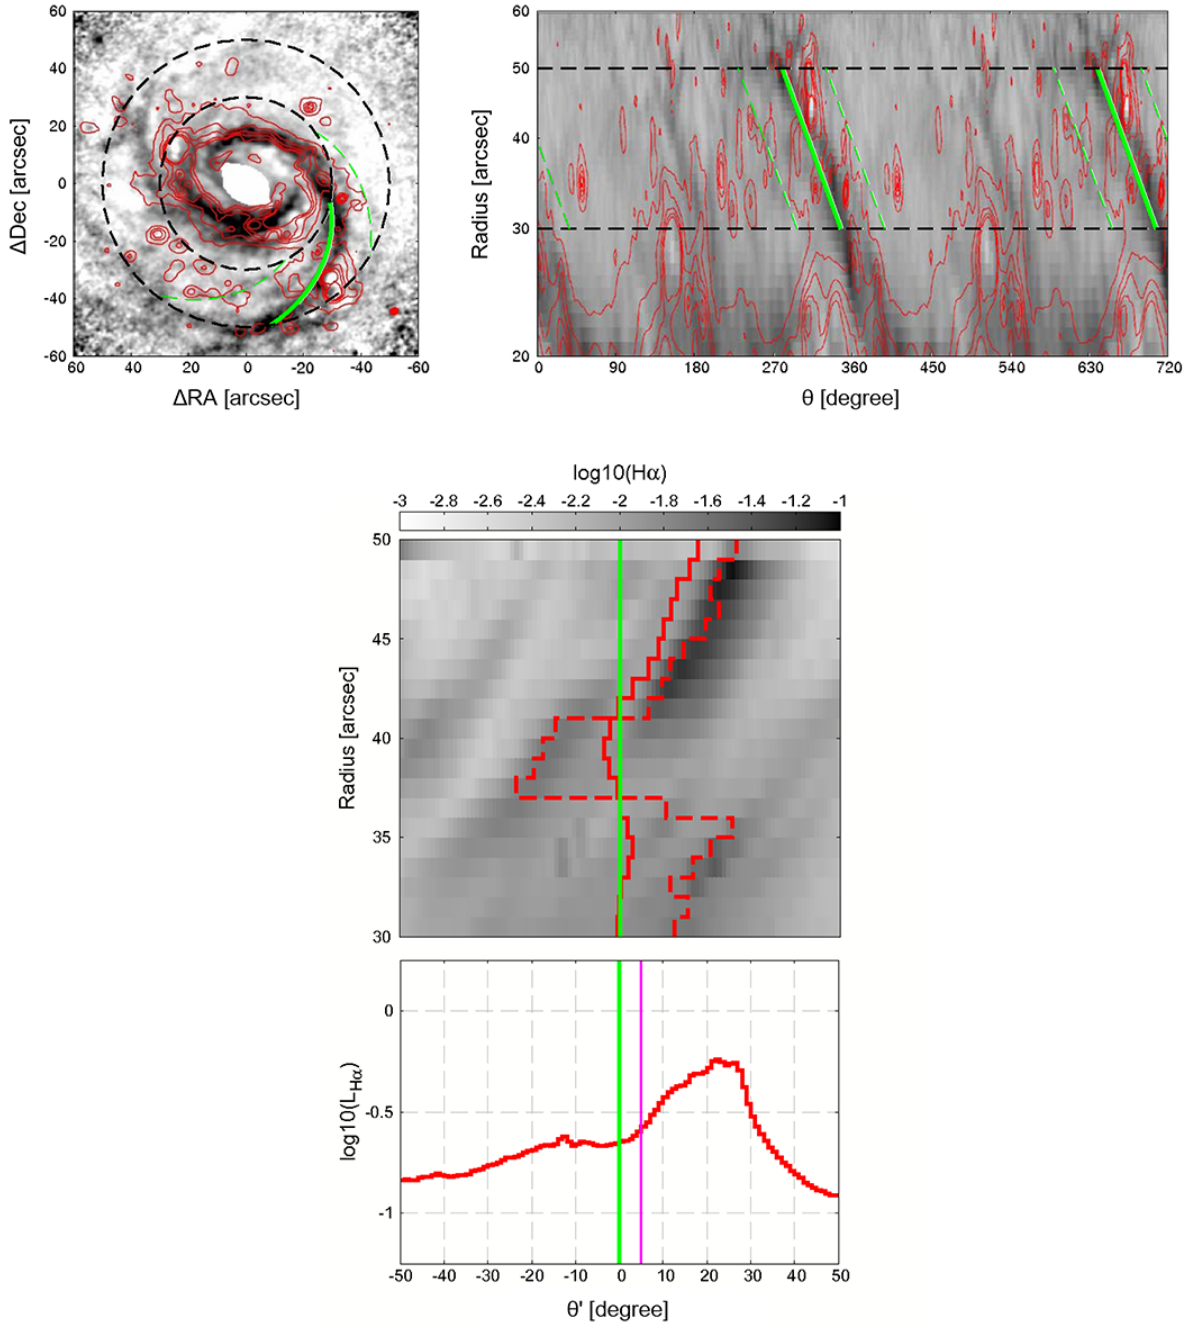 60
40
20
0
-20
-40
-60
60 40 20 0 -20 -40 -60
ΔDec [arcsec]
ΔRA [arcsec]
60
50
40
30
20
0 90 180 270 360 450 540 630 720
Radius [arcsec]
θ [degree]
log10(Hα)
-3 -2.8 -2.6 -2.4 -2.2 -2 -1.8 -1.6 -1.4 -1.2 -1
50
45
40
35
30
Radius [arcsec]
0
-0.5
-1
log10(L_Hα)
-50 -40 -30 -20 -10 0 10 20 30 40 50
θ' [degree]